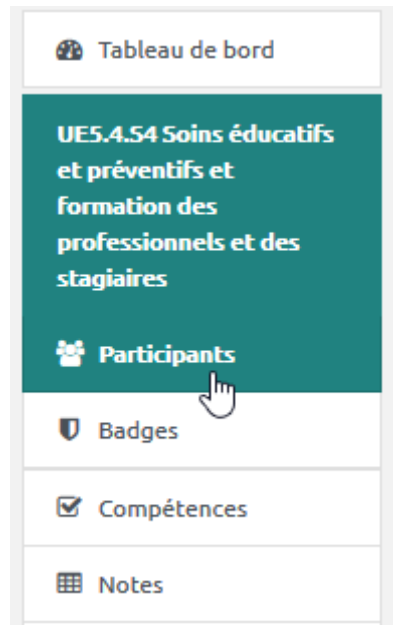 Tableau de bord
UE5.4.S4 Soins éducatifs
et préventifs et
formation des
professionnels et des
stagiaires
Participants
Badges
Compétences
Notes